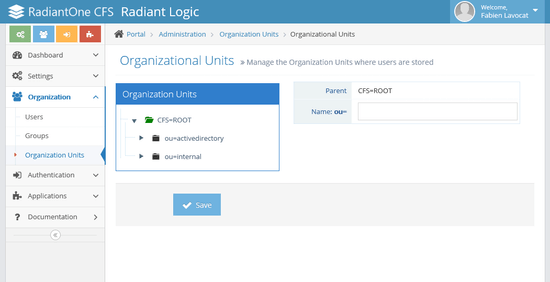 RadiantOne CFS Radiant Logic
Welcome,
Fabien Lavocat
Portal > Administration > Organization Units > Organizational Units
Dashboard
Settings
Organization
Users
Groups
Organization Units
Authentication
Applications
Documentation
Organizational Units » Manage the Organization Units where users are stored
Organization Units
CFS=ROOT
ou=activedirectory
ou=internal
Parent CFS=ROOT
Name: ou=
Save